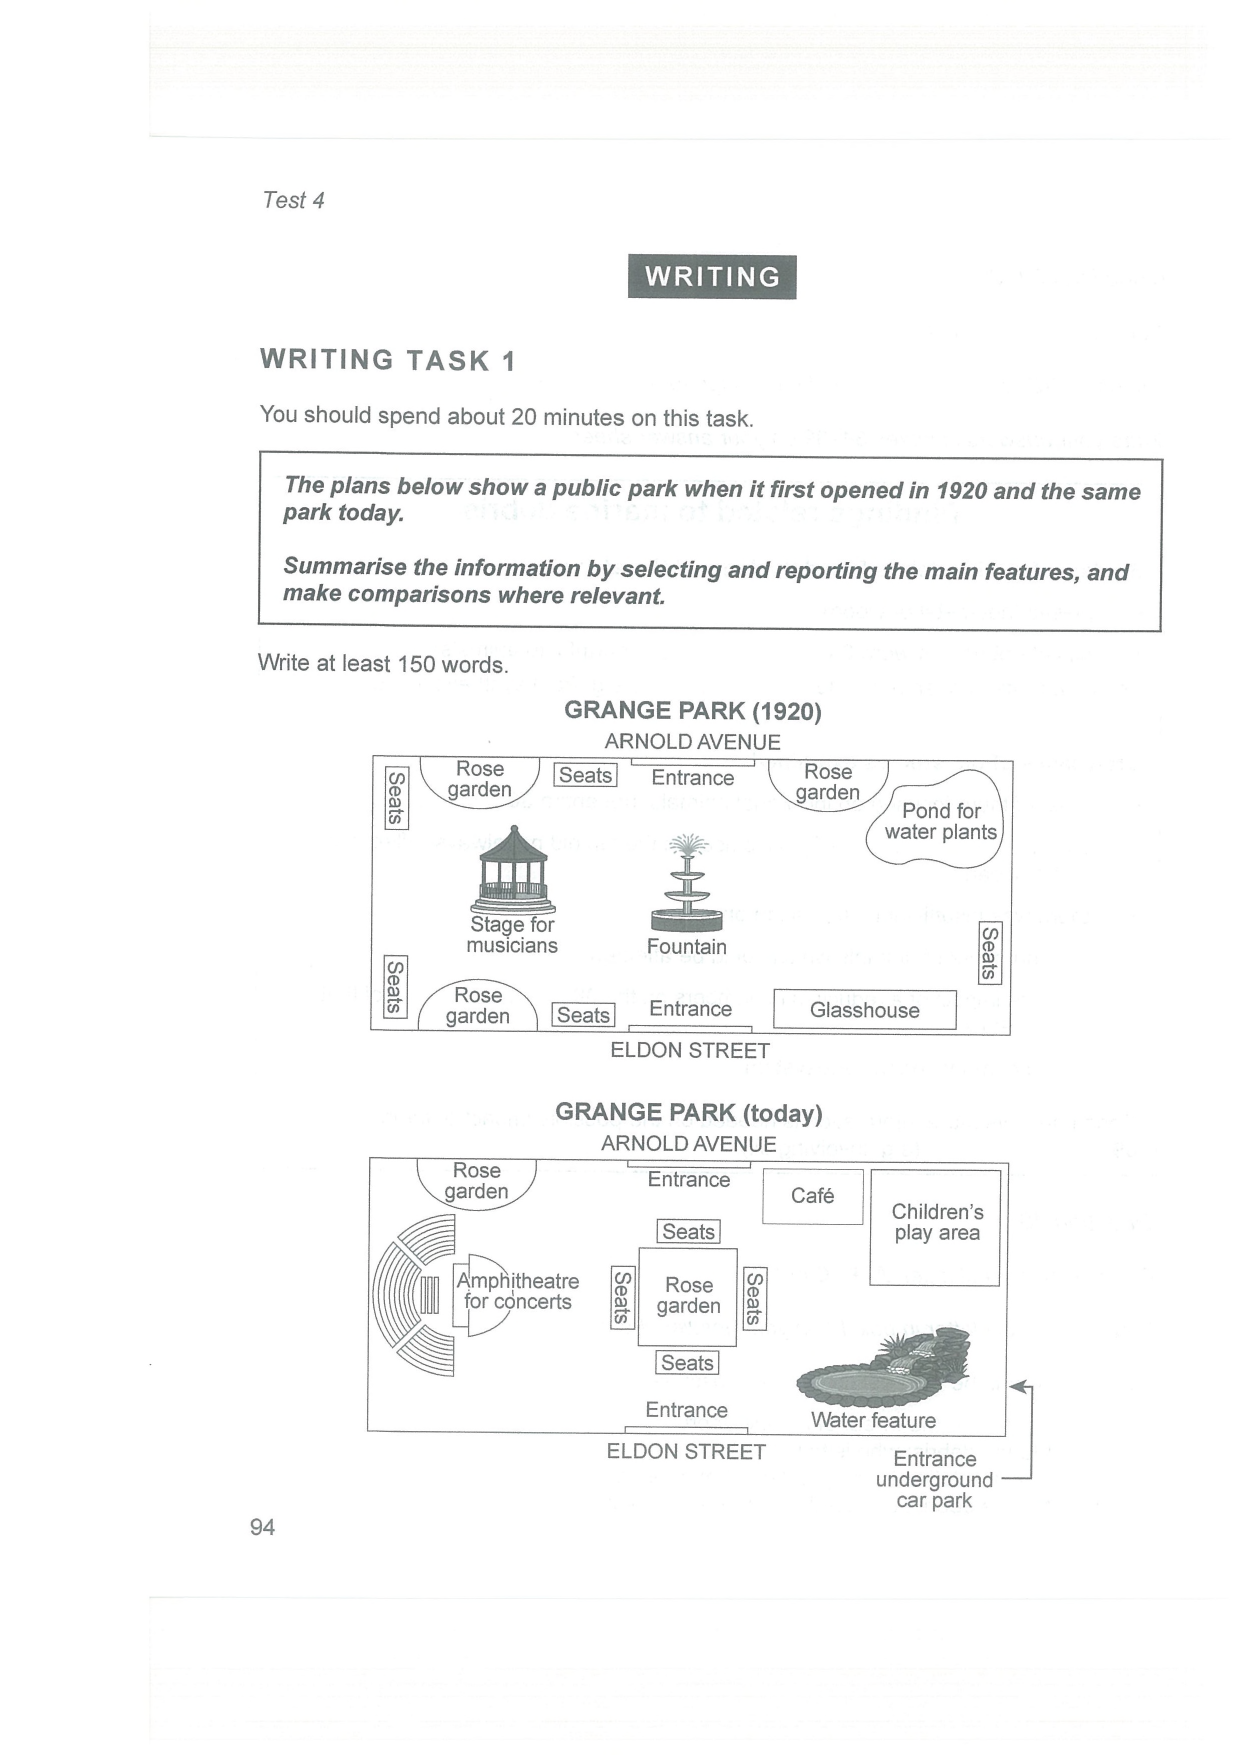 Test 4
WRITING
WRITING TASK 1
You should spend about 20 minutes on this task.
The plans below show a public park when it first opened in 1920 and the same
park today.
Summarise the information by selecting and reporting the main features, and
make comparisons where relevant.
Write at least 150 words.
GRANGE PARK (1920)
ARNOLD AVENUE
Seats
Rose
garden
Seats
Entrance
Rose
garden
Pond for
water plants
Stage for
musicians
Fountain
Seats
Seats
Rose
garden
Seats
Entrance
Glasshouse
ELDON STREET
GRANGE PARK (today)
ARNOLD AVENUE
Rose
garden
Entrance
Café
Children's
play area
Seats
Amphitheatre
for concerts
Seats
Rose
garden
Seats
Seats
Entrance
Water feature
ELDON STREET
Entrance
underground
car park
94